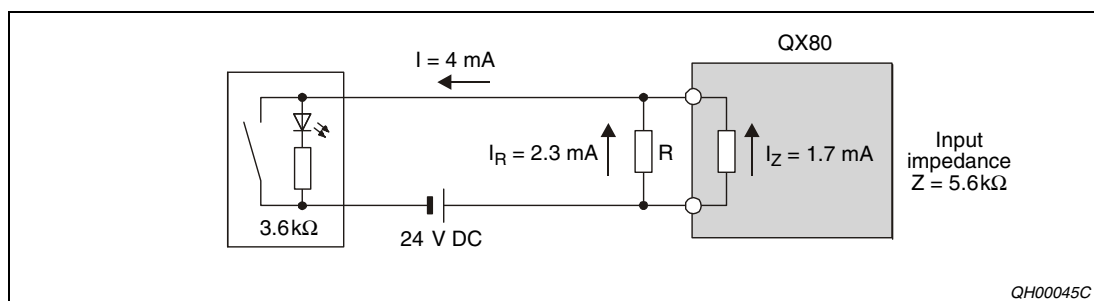 QX80
I = 4 mA
I_R = 2.3 mA
R
I_Z = 1.7 mA
Input
impedance
Z = 5.6kΩ
3.6kΩ
24 V DC
QH00045C